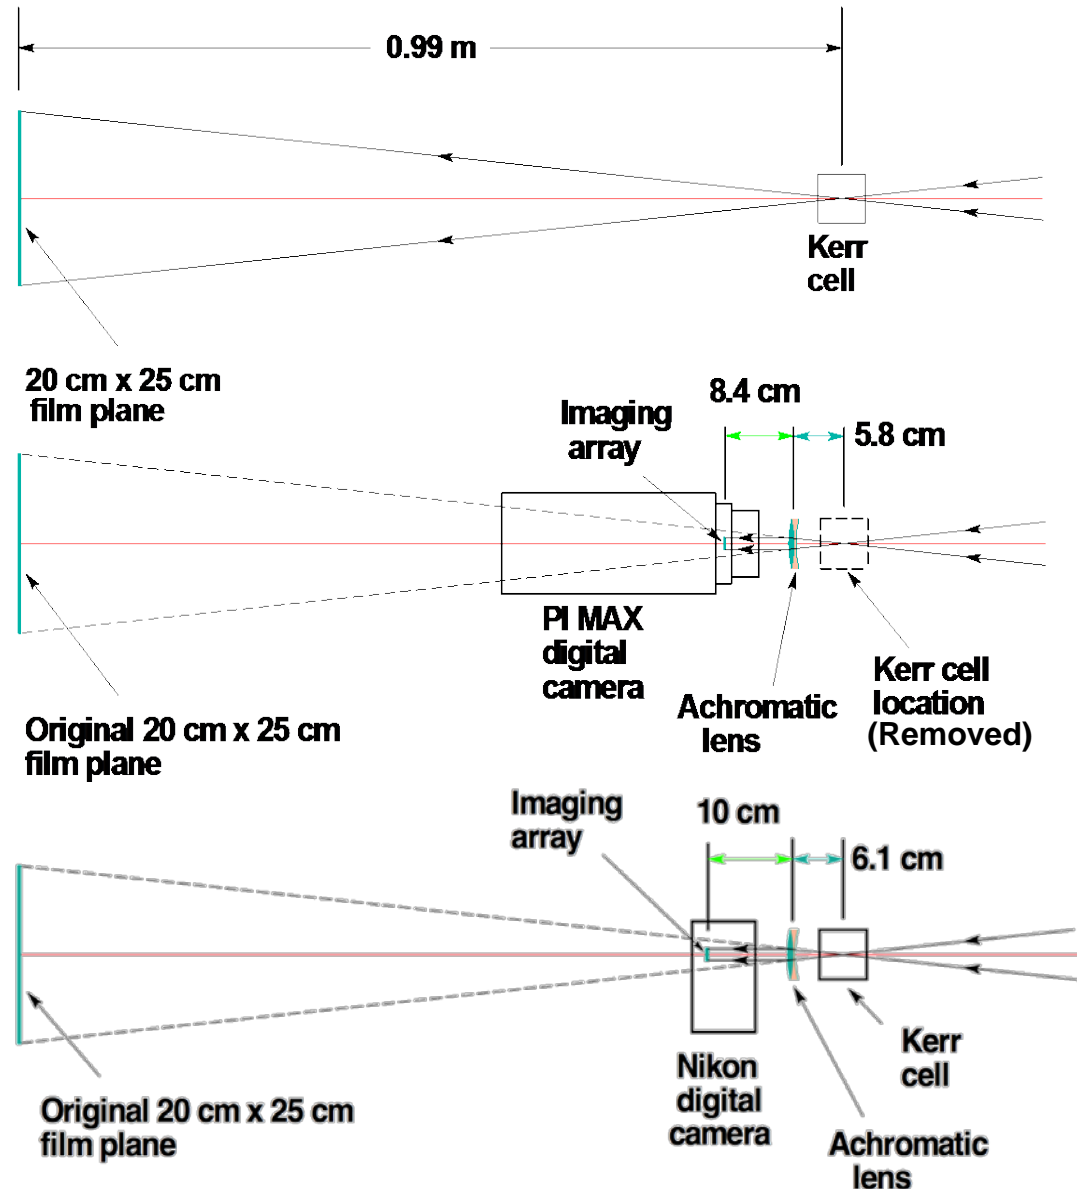 0.99 m
Kerr
cell
20 cm x 25 cm
film plane
8.4 cm
Imaging
array
5.8 cm
PI MAX
digital
camera
Achromatic
lens
Kerr cell
location
(Removed)
Original 20 cm x 25 cm
film plane
Imaging
array
10 cm
6.1 cm
Nikon
digital
camera
Kerr
cell
Original 20 cm x 25 cm
film plane
Achromatic
lens